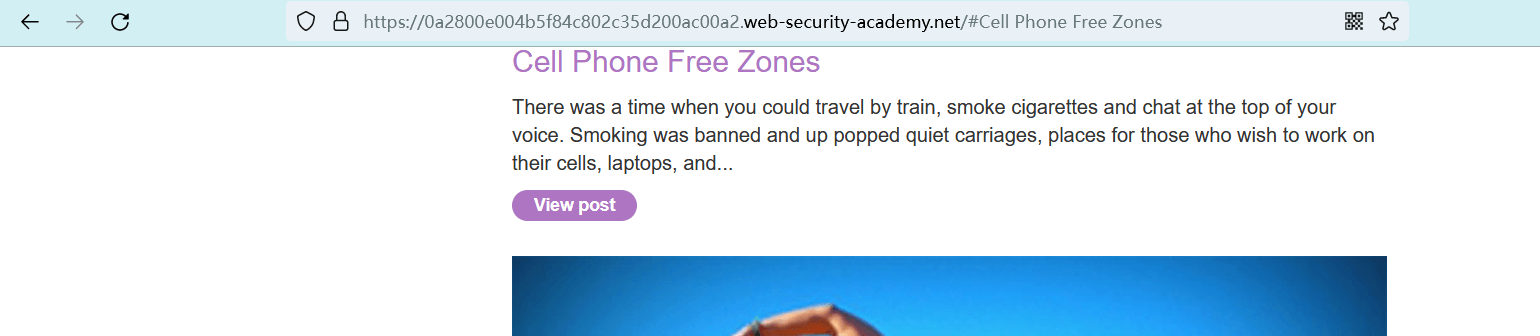 https://0a2800e004b5f84c802c35d200ac00a2.web-security-academy.net/#Cell Phone Free Zones
Cell Phone Free Zones
There was a time when you could travel by train, smoke cigarettes and chat at the top of your
voice. Smoking was banned and up popped quiet carriages, places for those who wish to work on
their cells, laptops, and...
View post